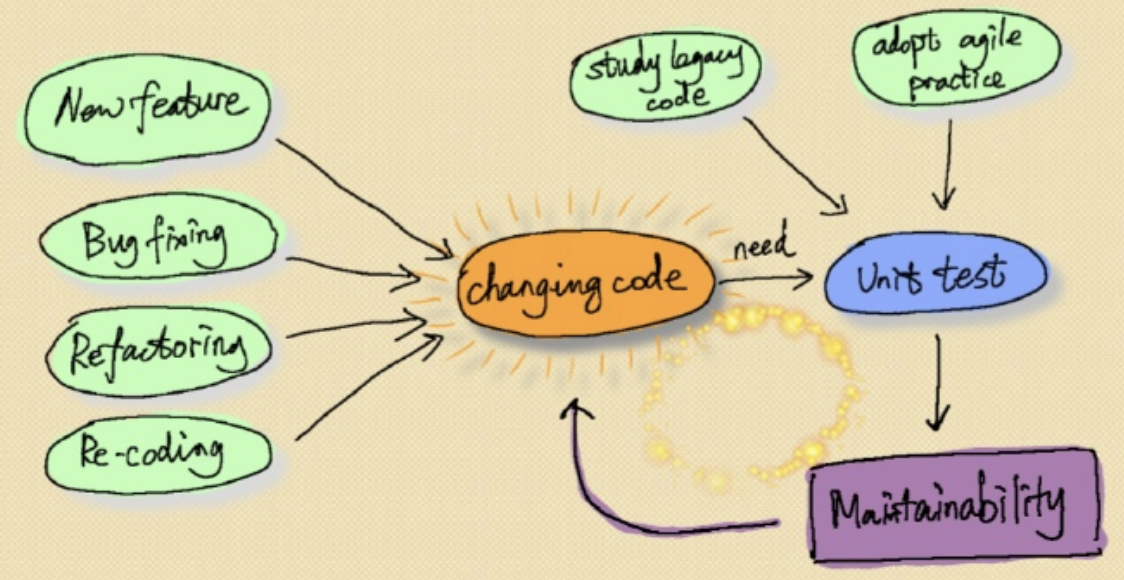 New feature
Bug fixing
Refactoring
Re-coding
changing code
need
study legacy
code
adopt agile
practice
Unit test
Maintainability